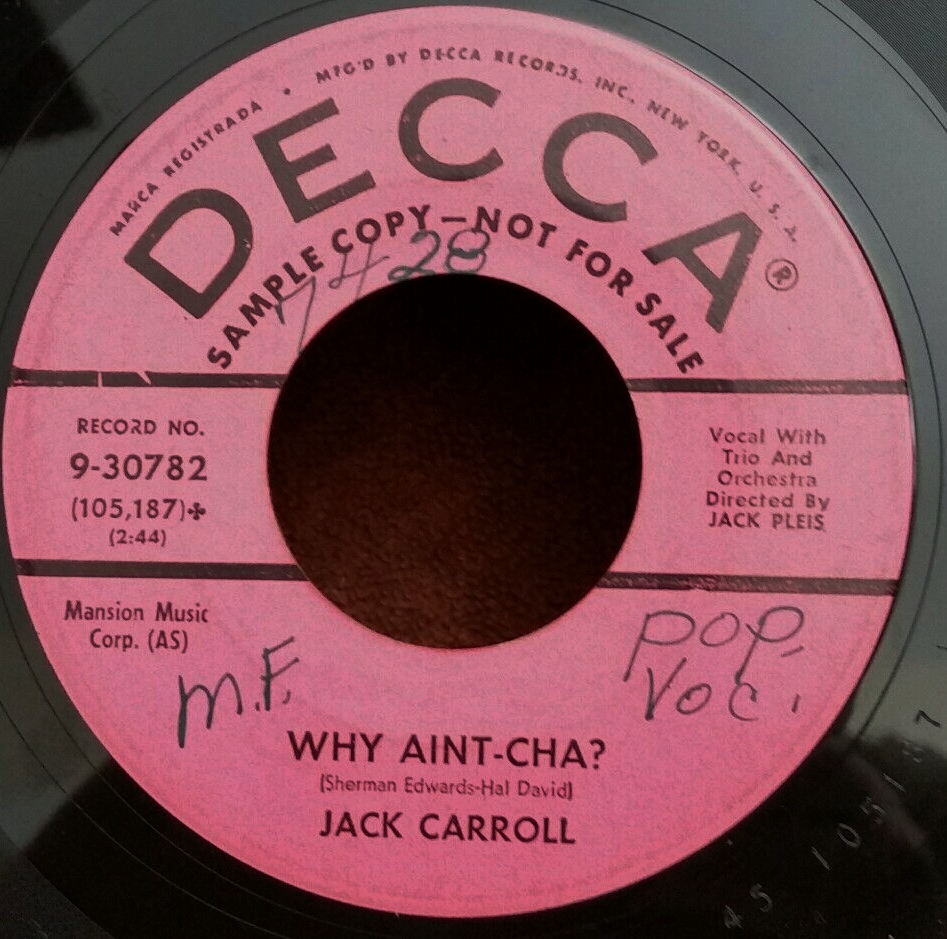 MARCA REGISTRADA • MFG'D BY DECCA RECORDS, INC., NEW YORK, U. S. A.
DECCA®
SAMPLE COPY—NOT FOR SALE
7428
RECORD NO.
9-30782
(105,187)✤
(2:44)
Vocal With
Trio And
Orchestra
Directed By
JACK PLEIS
Mansion Music
Corp. (AS)
M.F.
POP.
VOC.
WHY AINT-CHA?
(Sherman Edwards-Hal David)
JACK CARROLL
45 105187